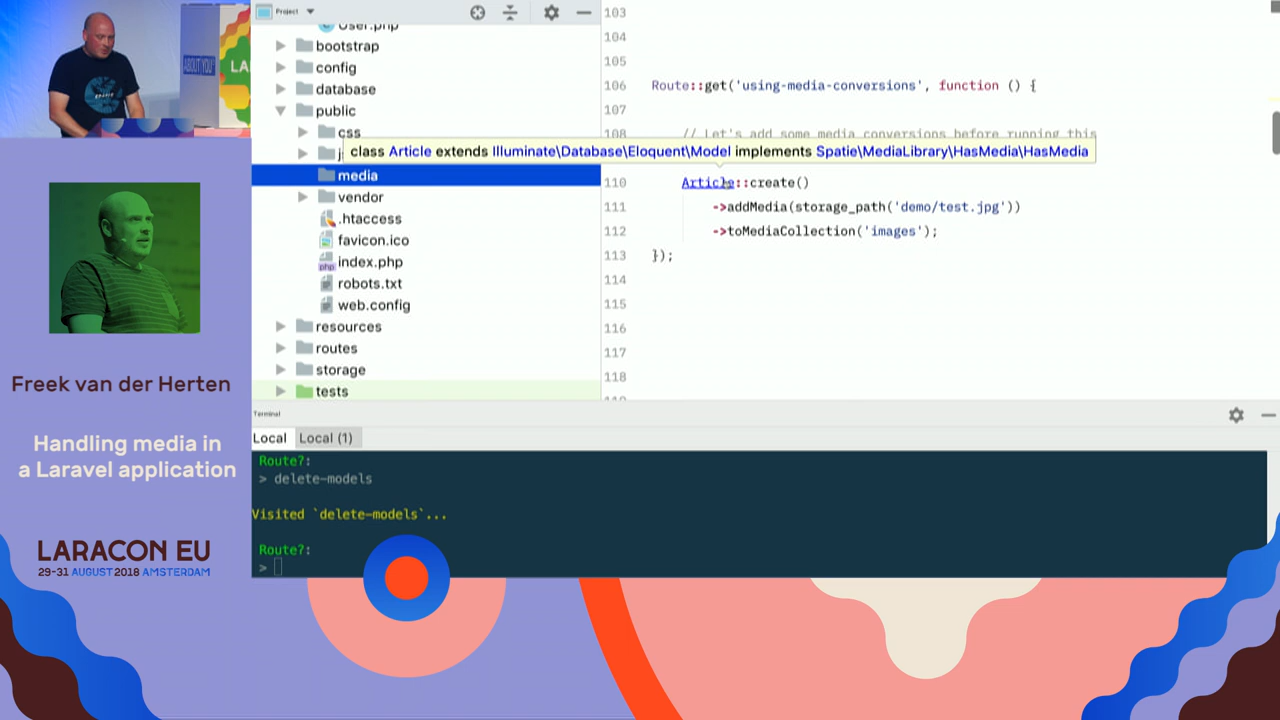 ABOUT YOU
LA
Freek van der Herten
Handling media in
a Laravel application
LARACON EU
29-31 AUGUST 2018 AMSTERDAM
Project
User.php
bootstrap
config
database
public
css
j
media
vendor
.htaccess
favicon.ico
index.php
robots.txt
web.config
resources
routes
storage
tests
103
104
105
106 Route::get('using-media-conversions', function () {
107
108 // Let's add some media conversions before running this
class Article extends Illuminate\Database\Eloquent\Model implements Spatie\MediaLibrary\HasMedia\HasMedia
110 Article::create()
111 ->addMedia(storage_path('demo/test.jpg'))
112 ->toMediaCollection('images');
113 });
114
115
116
117
118
Terminal
Local Local (1)
Route?:
> delete-models
Visited `delete-models`...
Route?:
>